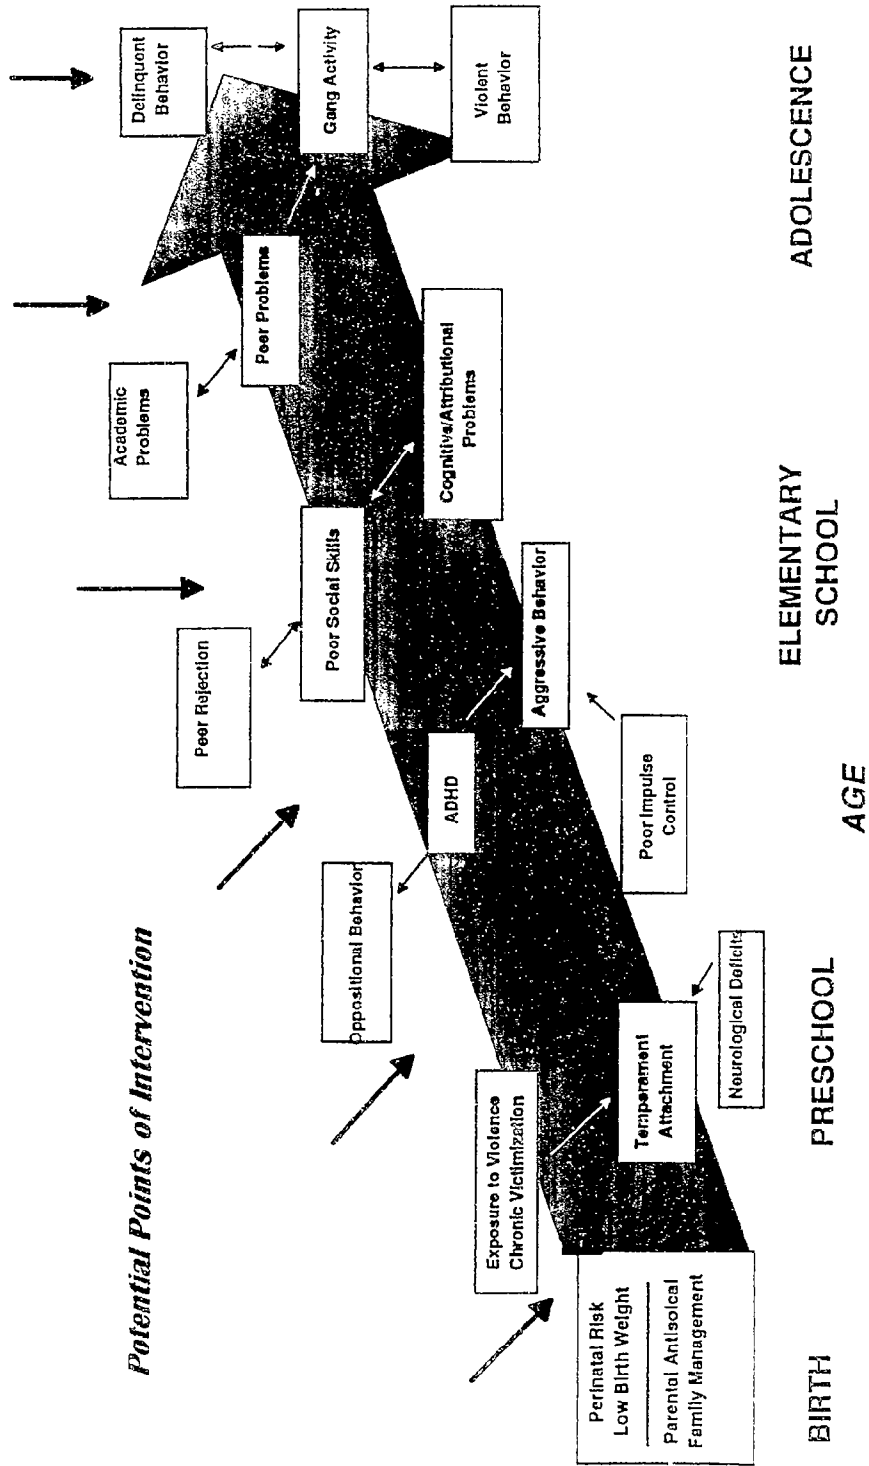 Potential Points of Intervention
Perinatal Risk
Low Birth Weight
Parental Antisoical
Family Management
Exposure to Violence
Chronic Victimization
Temperament
Attachment
Neurological Deficits
Oppositional Behavior
ADHD
Poor Impulse
Control
Aggressive Behavior
Peer Rejection
Poor Social Skills
Cognitive/Attributional
Problems
Academic
Problems
Peer Problems
Delinquent
Behavior
Gang Activity
Violent
Behavior
BIRTH
PRESCHOOL
ELEMENTARY
SCHOOL
ADOLESCENCE
AGE